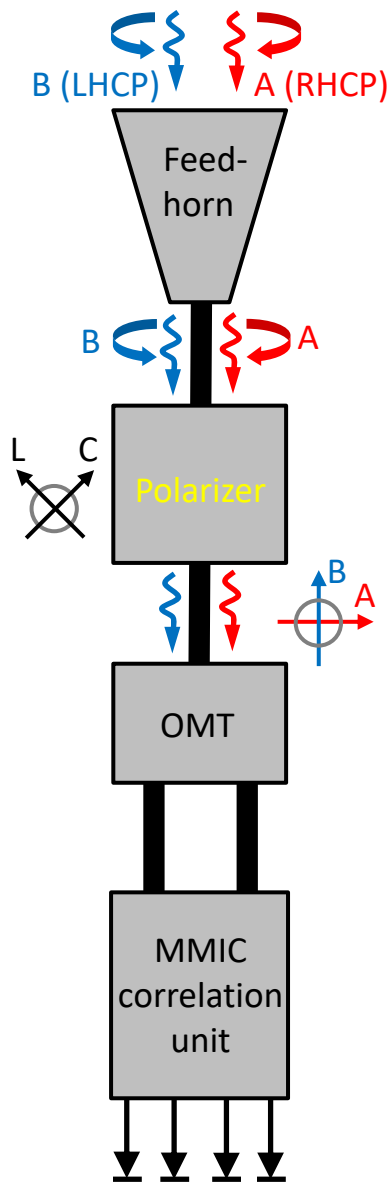 B (LHCP)
A (RHCP)
Feed-
horn
B
A
L
C
Polarizer
B
A
OMT
MMIC
correlation
unit